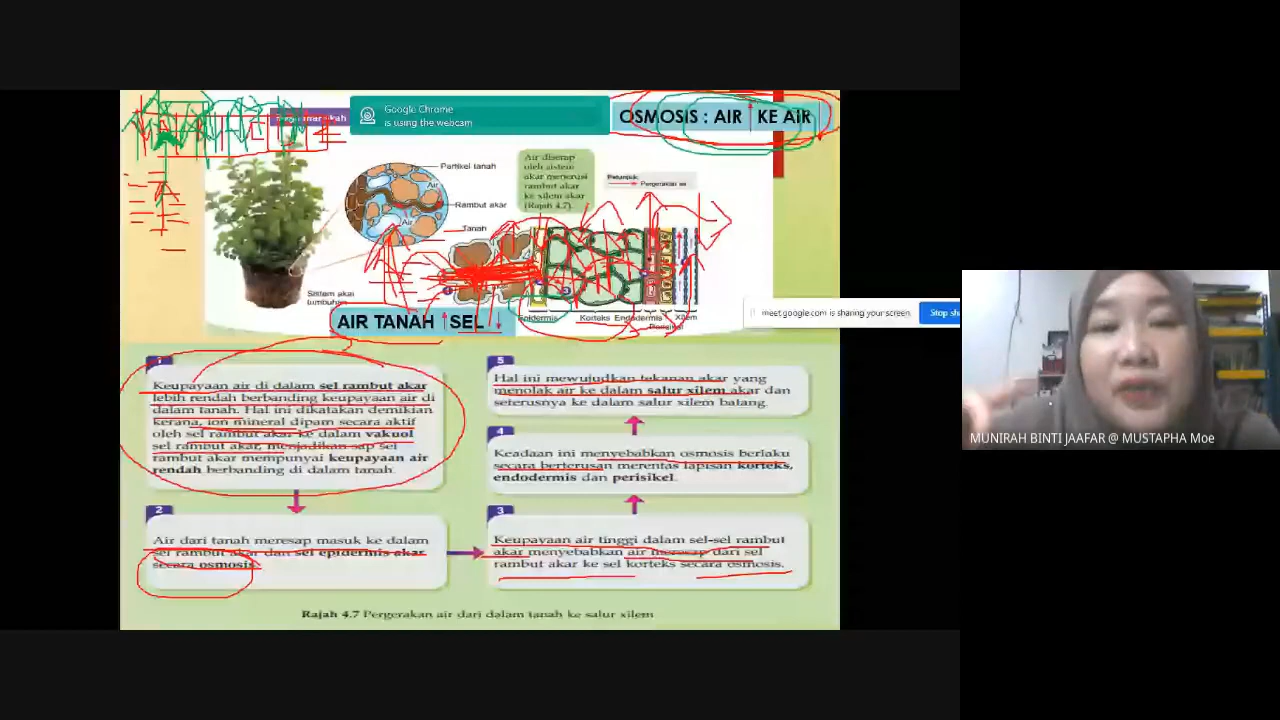 Google Chrome
is using the webcam
OSMOSIS : AIR ↑ KE AIR
Partikel tanah
Air
Rambut akar
Air
Tanah
Air diserap
oleh sistem
akar menerusi
rambut akar
ke xilem akar
(Rajah 4.7).
Petunjuk:
Pergerakan air
Sistem akar
tumbuhan
AIR TANAH ↑ SEL ↓
Epidermis
Korteks
Endodermis
Perisikel
Xilem
meet.google.com is sharing your screen.
1
Keupayaan air di dalam sel rambut akar
lebih rendah berbanding keupayaan air di
dalam tanah. Hal ini dikatakan demikian
kerana, ion mineral dipam secara aktif
oleh sel rambut akar ke dalam vakuol
sel rambut akar, menjadikan sap sel
rambut akar mempunyai keupayaan air
rendah berbanding di dalam tanah.
2
Air dari tanah meresap masuk ke dalam
sel rambut akar dan sel epidermis akar
secara osmosis.
3
Keupayaan air tinggi dalam sel-sel rambut
akar menyebabkan air meresap dari sel
rambut akar ke sel korteks secara osmosis.
4
Keadaan ini menyebabkan osmosis berlaku
secara berterusan merentas lapisan korteks,
endodermis dan perisikel.
5
Hal ini mewujudkan tekanan akar yang
menolak air ke dalam salur xilem akar dan
seterusnya ke dalam salur xilem batang.
Rajah 4.7 Pergerakan air dari dalam tanah ke salur xilem
MUNIRAH BINTI JAAFAR @ MUSTAPHA Moe